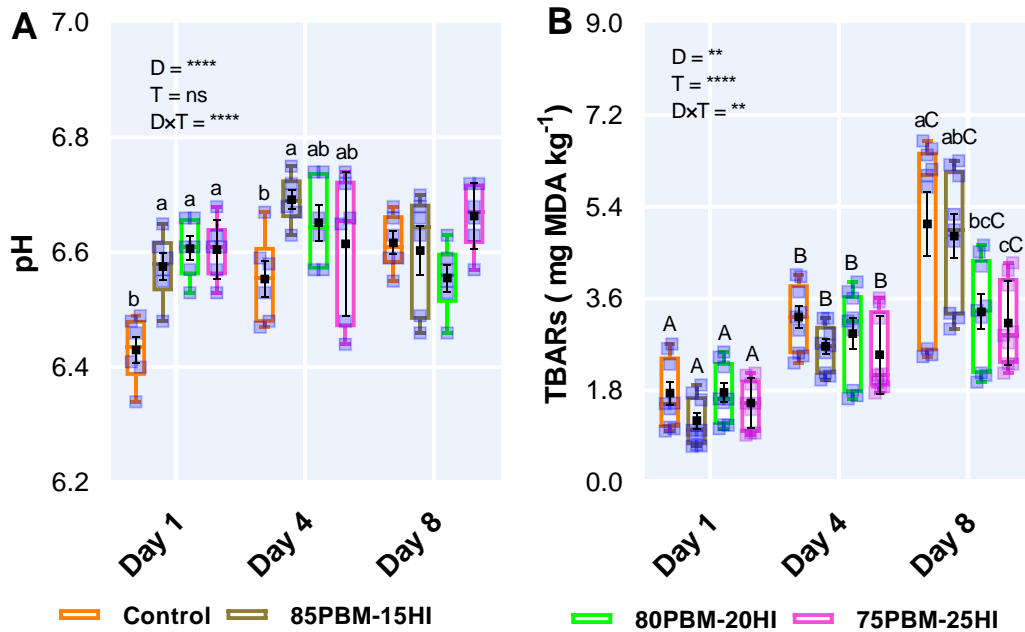 A
pH
7.0
6.8
6.6
6.4
6.2
D = ****
T = ns
D×T = ****
b a a a
b a ab ab
Day 1 Day 4 Day 8
B
TBARs ( mg MDA kg⁻¹)
9.0
7.2
5.4
3.6
1.8
0.0
D = **
T = ****
D×T = **
A A A A
B B B B
aC abC bcC cC
Day 1 Day 4 Day 8
Control 85PBM-15HI 80PBM-20HI 75PBM-25HI